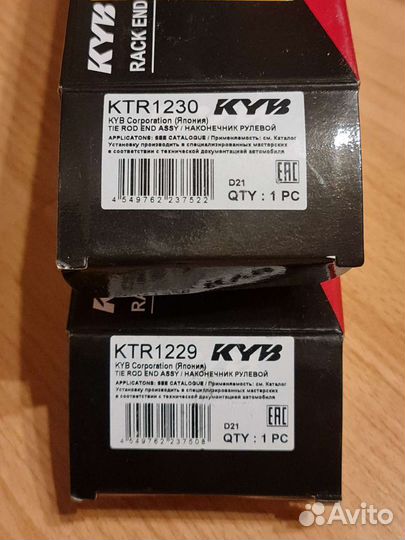 KYB
RACK END
KTR1230 KYB
KYB Corporation (Япония)
TIE ROD END ASSY / НАКОНЕЧНИК РУЛЕВОЙ
APPLICATONS: SEE CATALOGUE / Применяемость: см. Каталог
Установку производить в специализированных мастерских
в соответствии с технической документацией автомобиля
EAC
D21
4 549762 237522
QTY : 1 PC
RACK
KTR1229 KYB
KYB Corporation (Япония)
TIE ROD END ASSY / НАКОНЕЧНИК РУЛЕВОЙ
APPLICATONS: SEE CATALOGUE / Применяемость: см. Каталог
Установку производить в специализированных мастерских
в соответствии с технической документацией автомобиля
EAC
D21
4 549762 237508
QTY : 1 PC
Avito